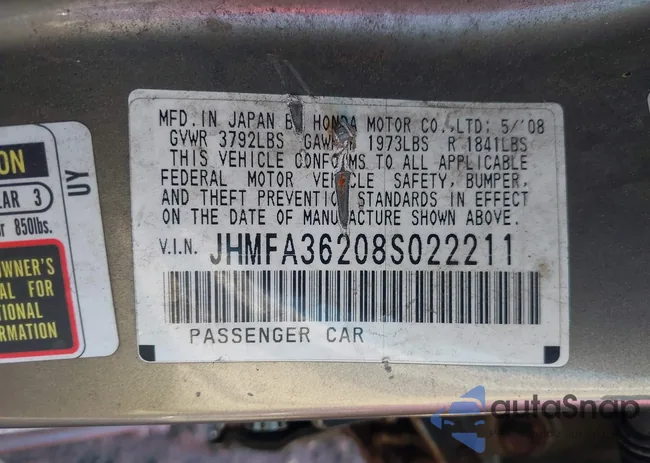 MFD. IN JAPAN BY HONDA MOTOR CO.,LTD: 5/'08
GVWR 3792LBS GAWR F 1973LBS R 1841LBS
THIS VEHICLE CONFORMS TO ALL APPLICABLE
FEDERAL MOTOR VEHICLE SAFETY, BUMPER,
AND THEFT PREVENTION STANDARDS IN EFFECT
ON THE DATE OF MANUFACTURE SHOWN ABOVE.
V.I.N. JHMFA36208S022211
PASSENGER CAR
ON
LAR 3
or 850lbs.
OWNER'S
AL FOR
TIONAL
RMATION
UY
autoSnap